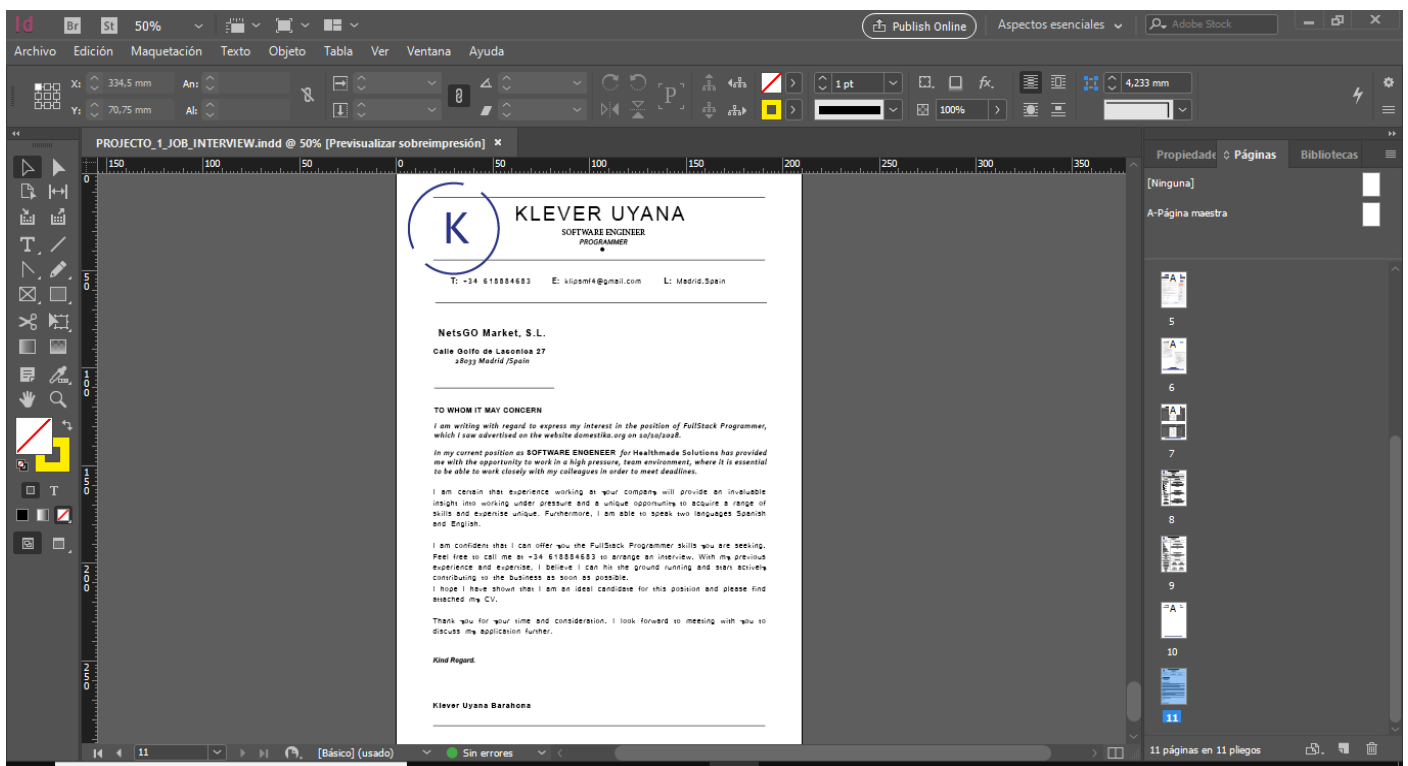 Id Br St 50% Publish Online Aspectos esenciales Adobe Stock
Archivo Edición Maquetación Texto Objeto Tabla Ver Ventana Ayuda
X: 334,5 mm An: 1 pt fx. 4,233 mm
Y: 70,75 mm Al: 100%
PROJECTO_1_JOB_INTERVIEW.indd @ 50% [Previsualizar sobreimpresión] ×
Propiedade Páginas Bibliotecas
150 100 50 0 50 100 150 200 250 300 350
[Ninguna]
A-Página maestra
K
KLEVER UYANA
SOFTWARE ENGINEER
PROGRAMMER
T: +34 618884683 E: klipsmf4@gmail.com L: Madrid.Spain
NetsGO Market, S.L.
Calle Golfo de Lasonioa 27
28033 Madrid /Spain
TO WHOM IT MAY CONCERN
I am writing with regard to express my interest in the position of FullStack Programmer,
which I saw advertised on the website domestika.org on 10/10/2028.
In my current position as SOFTWARE ENGENEER for Healthmade Solutions has provided
me with the opportunity to work in a high pressure, team environment, where it is essential
to be able to work closely with my colleagues in order to meet deadlines.
I am certain that experience working at your company will provide an invaluable
insight into working under pressure and a unique opportunity to acquire a range of
skills and expertise unique. Furthermore, I am able to speak two languages Spanish
and English.
I am confident that I can offer you the FullStack Programmer skills you are seeking.
Feel free to call me at +34 618884683 to arrange an interview. With my previous
experience and expertise, I believe I can hit the ground running and start actively
contributing to the business as soon as possible.
I hope I have shown that I am an ideal candidate for this position and please find
attached my CV.
Thank you for your time and consideration. I look forward to meeting with you to
discuss my application further.
Kind Regard.
Klever Uyana Barahona
5
6
7
8
9
10
11
11 [Básico] (usado) Sin errores
11 páginas en 11 pliegos